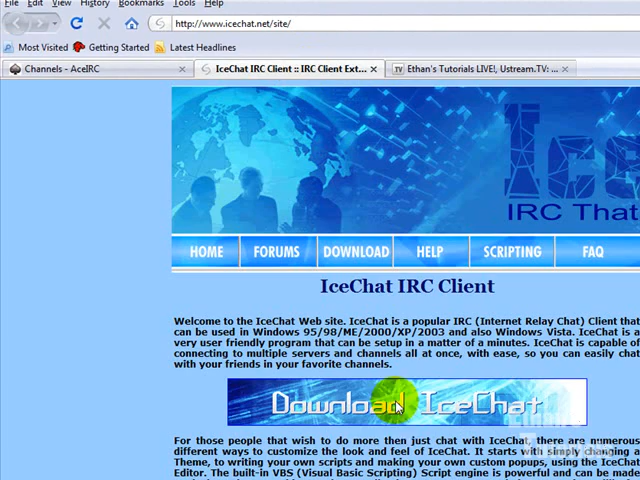 File Edit View History Bookmarks Tools Help
http://www.icechat.net/site/
Most Visited Getting Started Latest Headlines
Channels - AceIRC
IceChat IRC Client :: IRC Client Ext...
Ethan's Tutorials LIVE!, Ustream.TV: ...
Ice
IRC That
HOME FORUMS DOWNLOAD HELP SCRIPTING FAQ
IceChat IRC Client
Welcome to the IceChat Web site. IceChat is a popular IRC (Internet Relay Chat) Client that
can be used in Windows 95/98/ME/2000/XP/2003 and also Windows Vista. IceChat is a
very user friendly program that can be setup in a matter of a minutes. IceChat is capable of
connecting to multiple servers and channels all at once, with ease, so you can easily chat
with your friends in your favorite channels.
Download IceChat
For those people that wish to do more then just chat with IceChat, there are numerous
different ways to customize the look and feel of IceChat. It starts with simply changing a
Theme, to writing your own scripts and making your own custom popups, using the IceChat
Editor. The built-in VBS (Visual Basic Scripting) Script engine is powerful and can be made